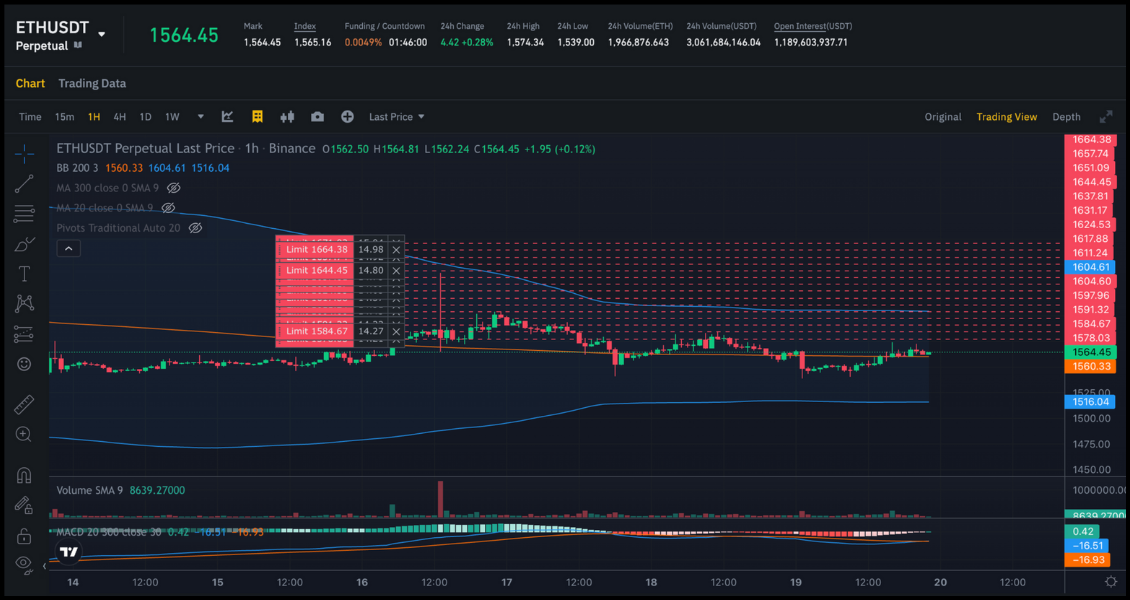 ETHUSDT
Perpetual
1564.45
Mark
1,564.45
Index
1,565.16
Funding / Countdown
0.0049% 01:46:00
24h Change
4.42 +0.28%
24h High
1,574.34
24h Low
1,539.00
24h Volume(ETH)
1,966,876.643
24h Volume(USDT)
3,061,684,146.04
Open Interest(USDT)
1,189,603,937.71
Chart Trading Data
Time 15m 1H 4H 1D 1W Last Price Original Trading View Depth
ETHUSDT Perpetual Last Price · 1h · Binance O1562.50 H1564.81 L1562.24 C1564.45 +1.95 (+0.12%)
BB 200 3 1560.33 1604.61 1516.04
MA 300 close 0 SMA 9
MA 20 close 0 SMA 9
Pivots Traditional Auto 20
Limit 1664.38 14.98
Limit 1644.45 14.80
Limit 1584.67 14.27
1664.38
1657.74
1651.09
1644.45
1637.81
1631.17
1624.53
1617.88
1611.24
1604.61
1604.60
1597.96
1591.32
1584.67
1578.03
1564.45
1560.33
1525.00
1516.04
1500.00
1475.00
1450.00
Volume SMA 9 8639.27000
1000000.00
8639.27000
MACD 20 300 close 30 0.42 −16.51 −16.93
0.42
−16.51
−16.93
14 12:00 15 12:00 16 12:00 17 12:00 18 12:00 19 12:00 20 12:00